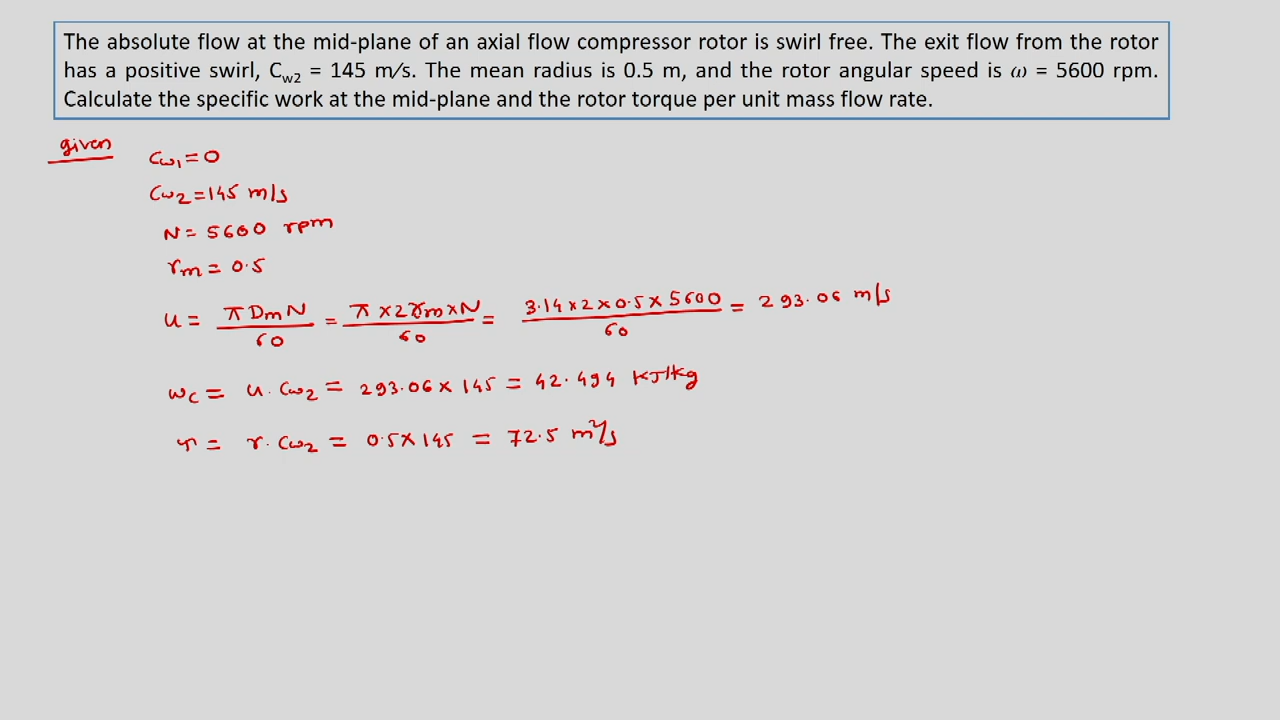 The absolute flow at the mid-plane of an axial flow compressor rotor is swirl free. The exit flow from the rotor
has a positive swirl, Cw2 = 145 m/s. The mean radius is 0.5 m, and the rotor angular speed is ω = 5600 rpm.
Calculate the specific work at the mid-plane and the rotor torque per unit mass flow rate.
given
Cw1 = 0
Cw2 = 145 m/s
N = 5600 rpm
rm = 0.5
u = πDmN/60 = π×2rm×N/60 = 3.14×2×0.5×5600/60 = 293.06 m/s
wc = u. Cw2 = 293.06 × 145 = 42.494 KJ/kg
τ = r. Cw2 = 0.5×145 = 72.5 m²/s